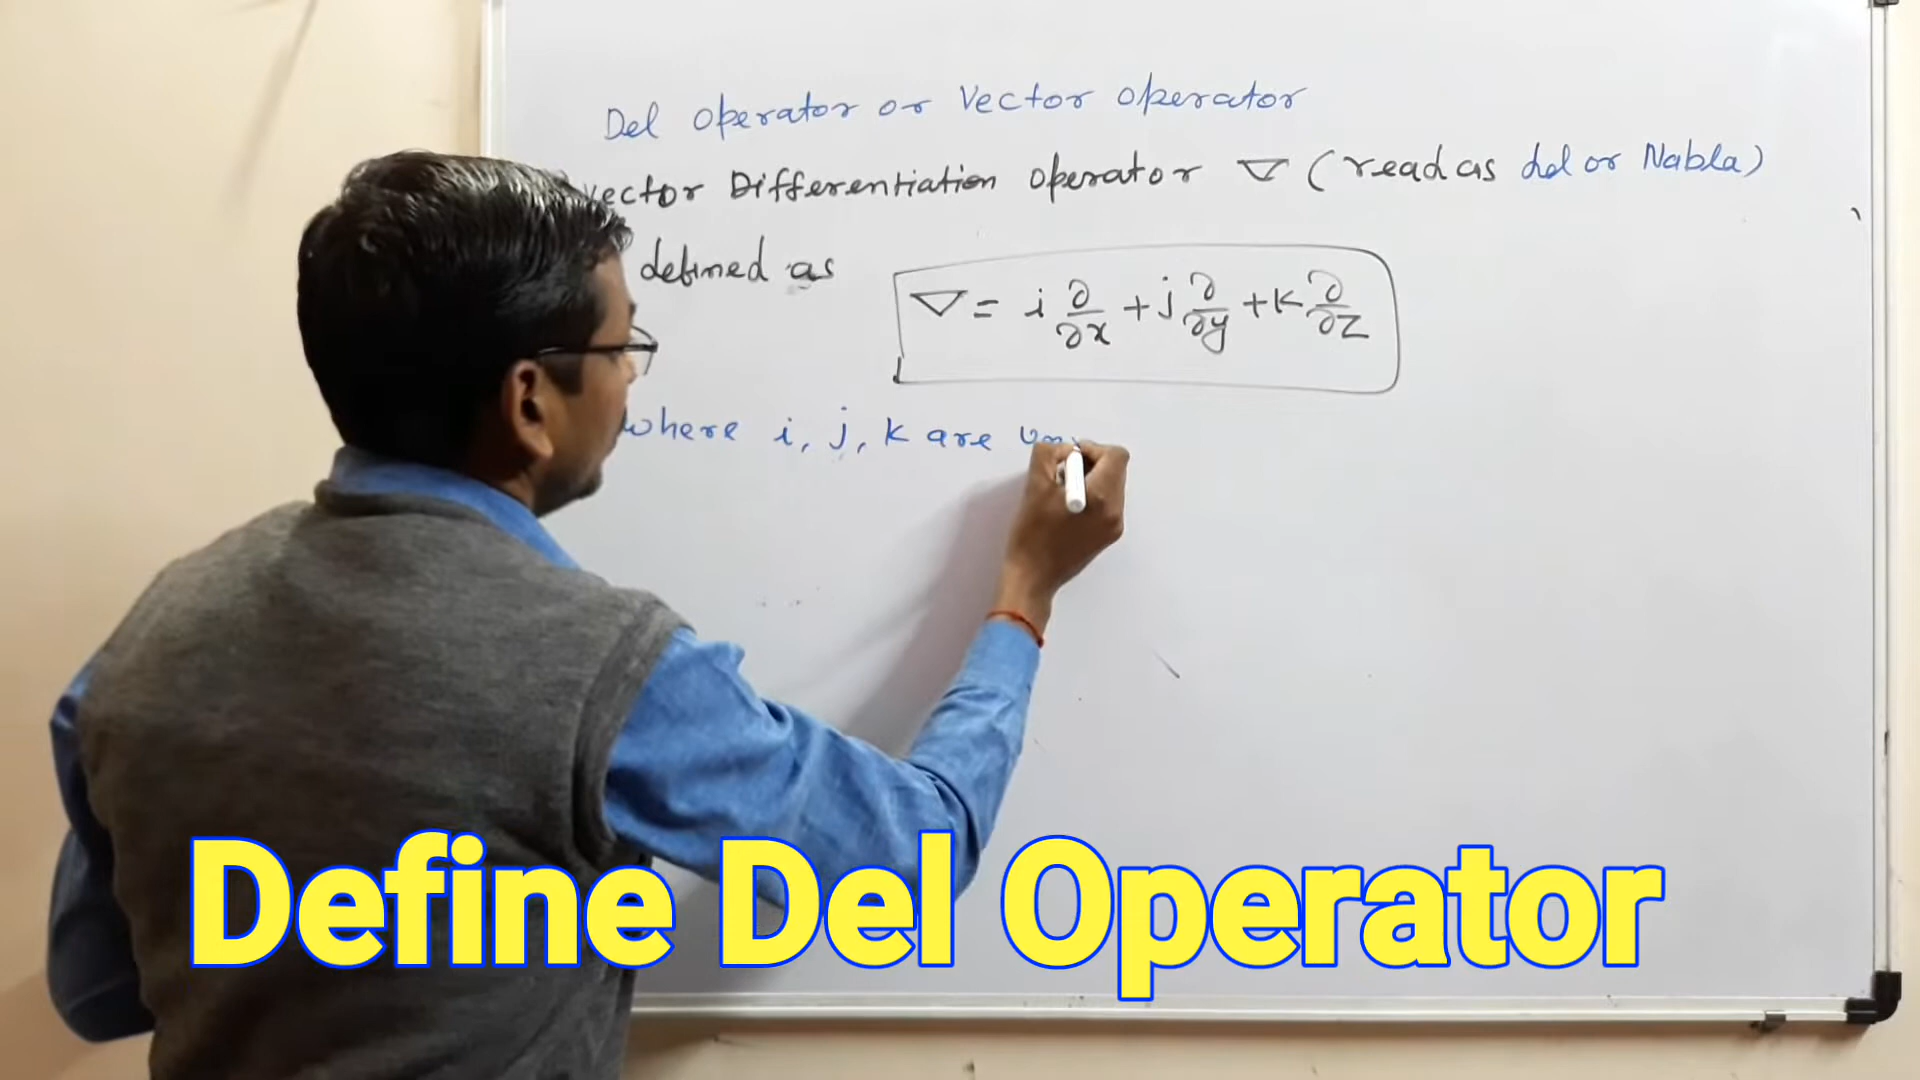 Del operator or Vector operator
vector Differentiation operator ∇ (read as del or Nabla)
defined as
∇ = i ∂/∂x + j ∂/∂y + k ∂/∂z
where i, j, k are
Define Del Operator